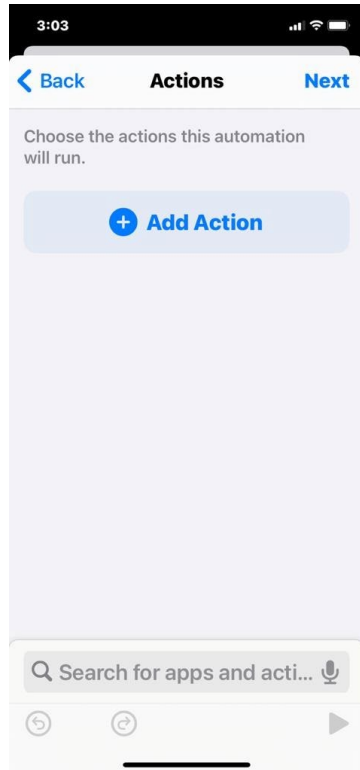 3:03
Back
Actions
Next
Choose the actions this automation
will run.
Add Action
Search for apps and acti...